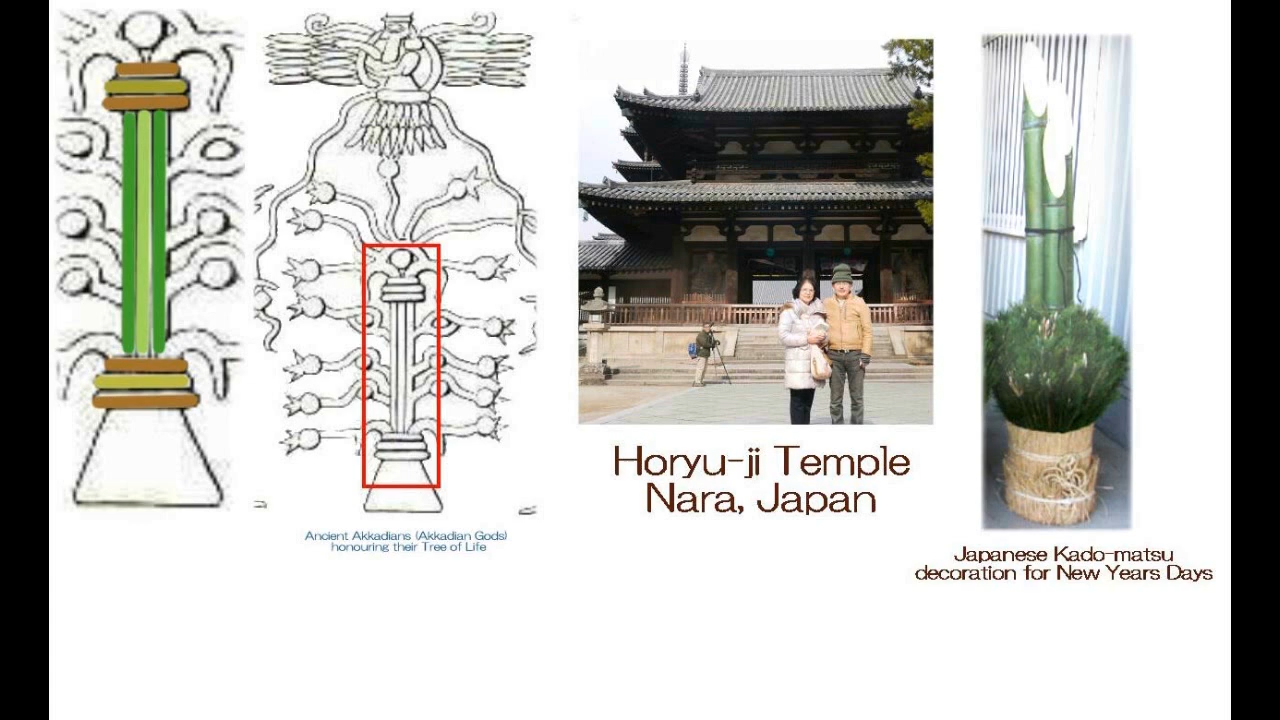 Ancient Akkadians (Akkadian Gods)
honouring their Tree of Life
Horyu-ji Temple
Nara, Japan
Japanese Kado-matsu
decoration for New Years Days